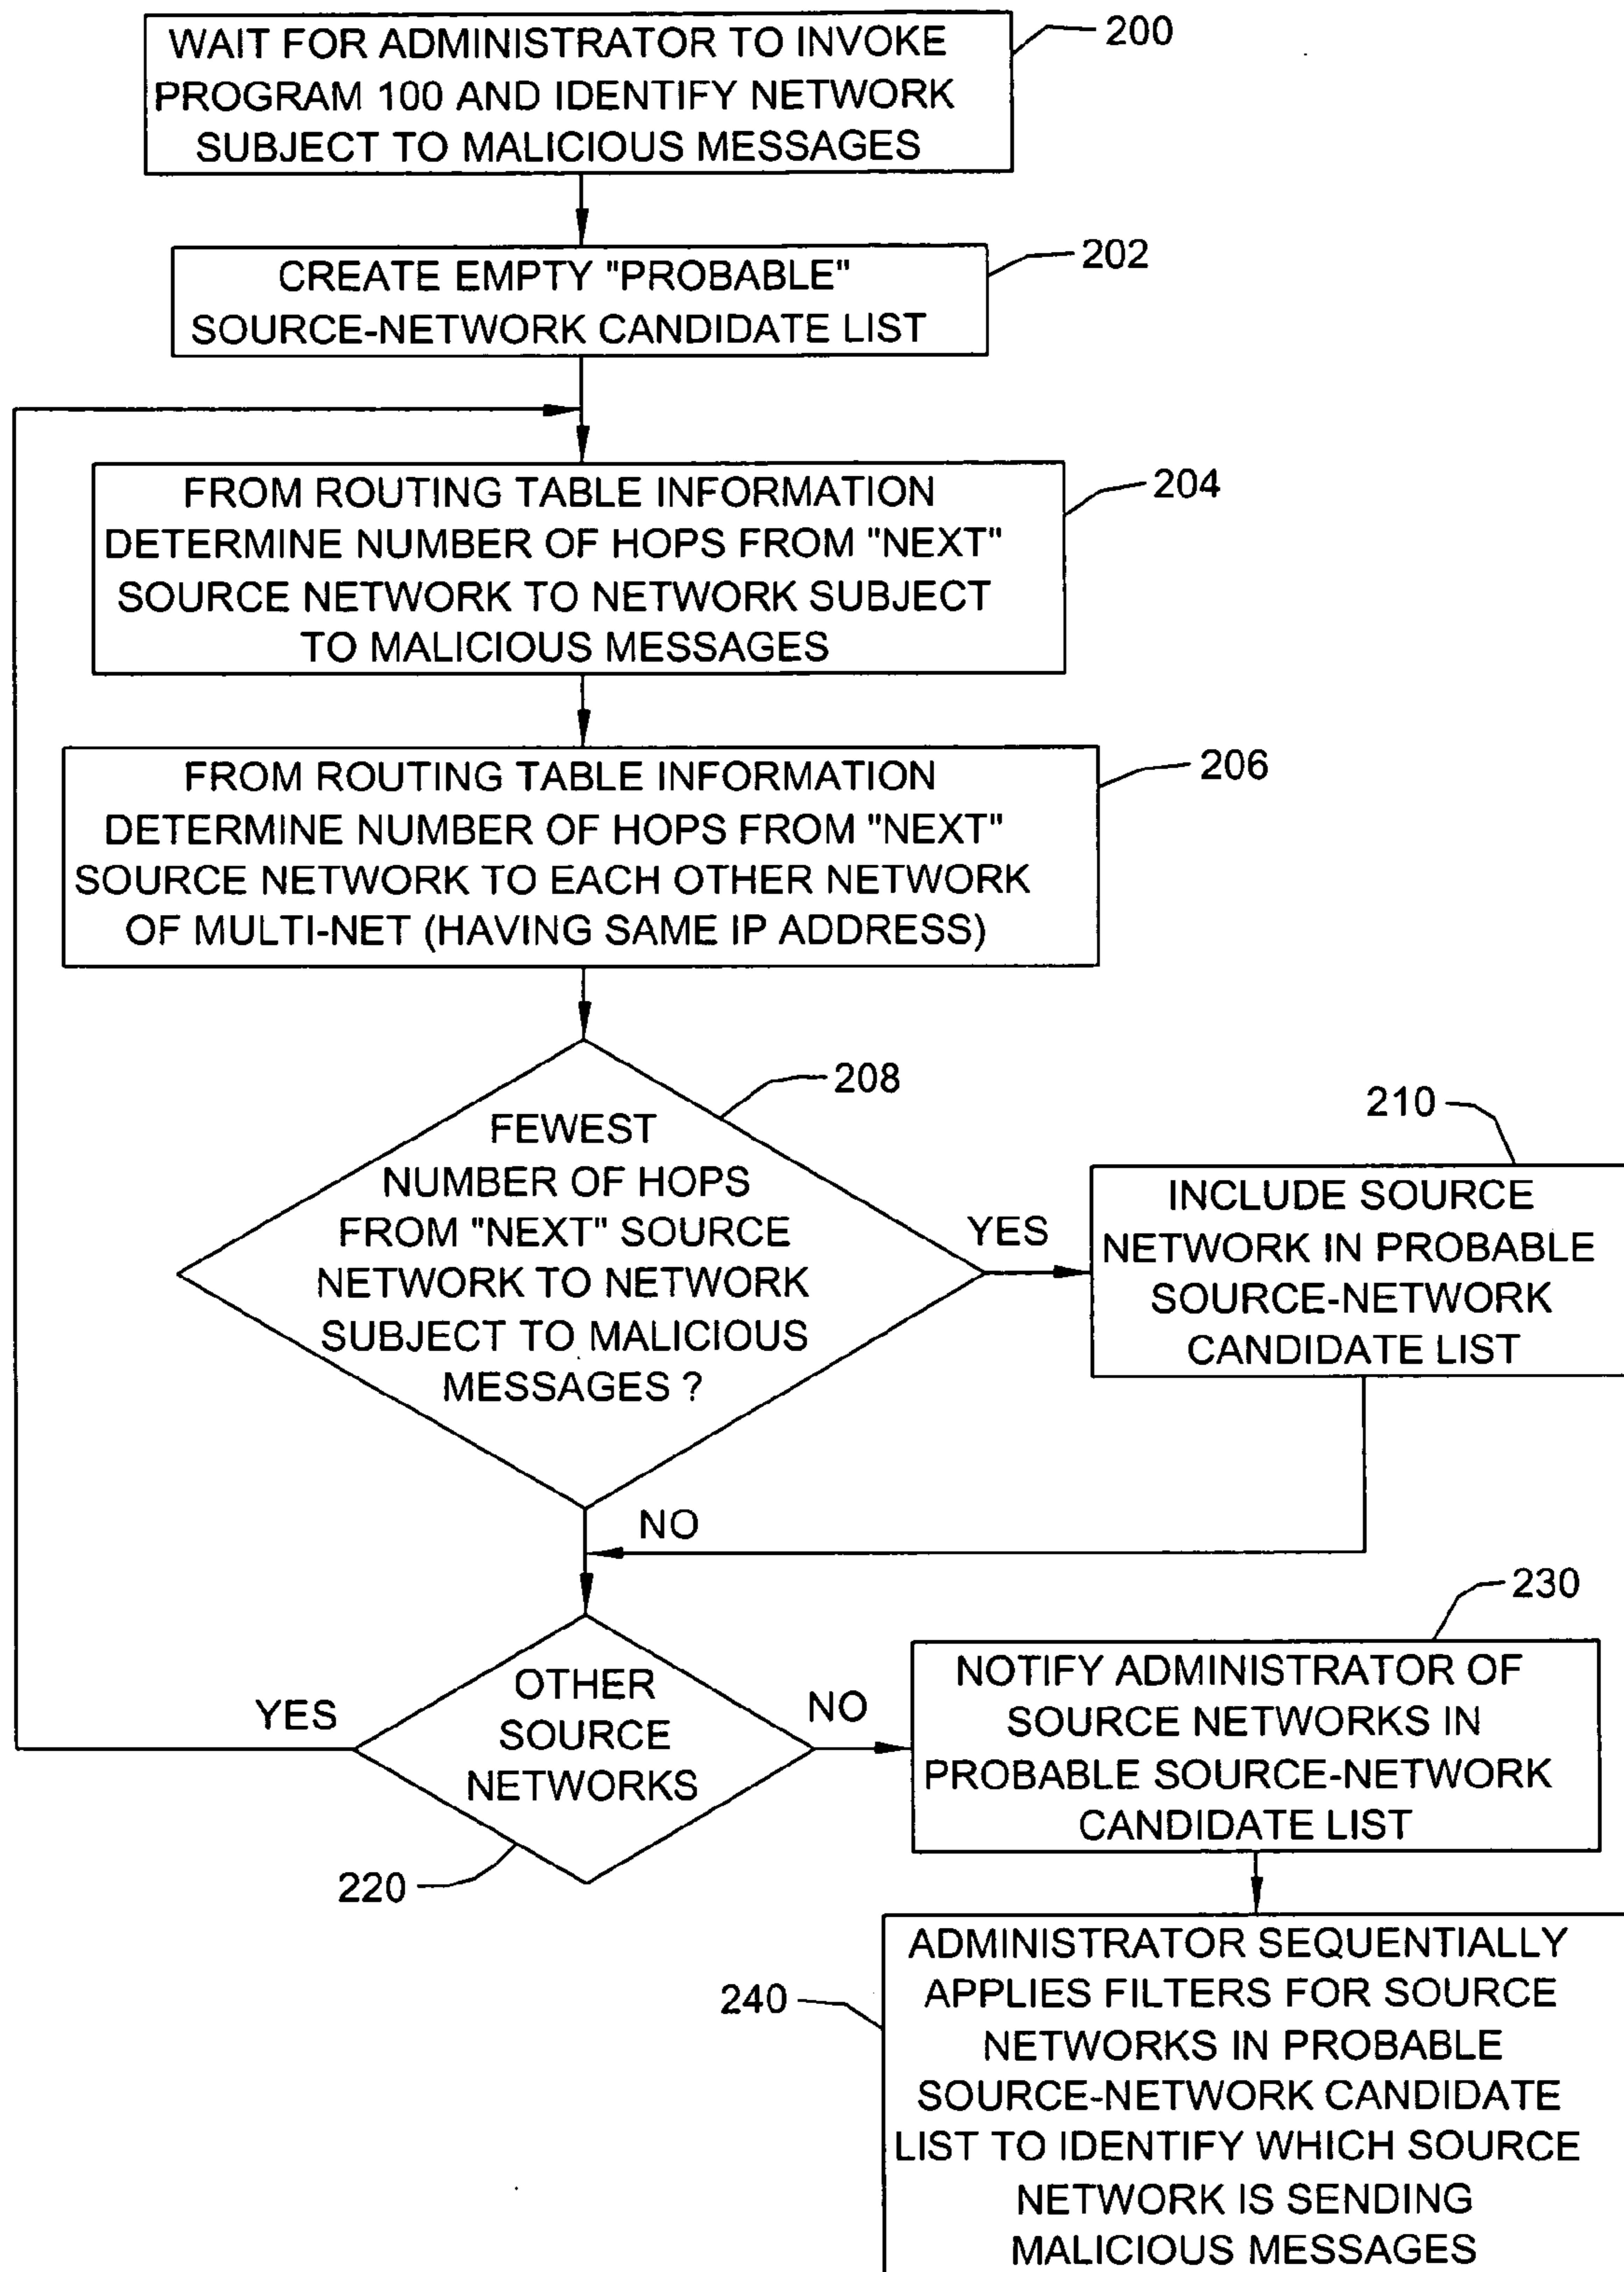 WAIT FOR ADMINISTRATOR TO INVOKE
PROGRAM 100 AND IDENTIFY NETWORK
SUBJECT TO MALICIOUS MESSAGES
200
CREATE EMPTY "PROBABLE"
SOURCE-NETWORK CANDIDATE LIST
202
FROM ROUTING TABLE INFORMATION
DETERMINE NUMBER OF HOPS FROM "NEXT"
SOURCE NETWORK TO NETWORK SUBJECT
TO MALICIOUS MESSAGES
204
FROM ROUTING TABLE INFORMATION
DETERMINE NUMBER OF HOPS FROM "NEXT"
SOURCE NETWORK TO EACH OTHER NETWORK
OF MULTI-NET (HAVING SAME IP ADDRESS)
206
FEWEST
NUMBER OF HOPS
FROM "NEXT" SOURCE
NETWORK TO NETWORK
SUBJECT TO MALICIOUS
MESSAGES ?
208
YES
210
INCLUDE SOURCE
NETWORK IN PROBABLE
SOURCE-NETWORK
CANDIDATE LIST
NO
OTHER
SOURCE
NETWORKS
220
YES
NO
230
NOTIFY ADMINISTRATOR OF
SOURCE NETWORKS IN
PROBABLE SOURCE-NETWORK
CANDIDATE LIST
240
ADMINISTRATOR SEQUENTIALLY
APPLIES FILTERS FOR SOURCE
NETWORKS IN PROBABLE
SOURCE-NETWORK CANDIDATE
LIST TO IDENTIFY WHICH SOURCE
NETWORK IS SENDING
MALICIOUS MESSAGES